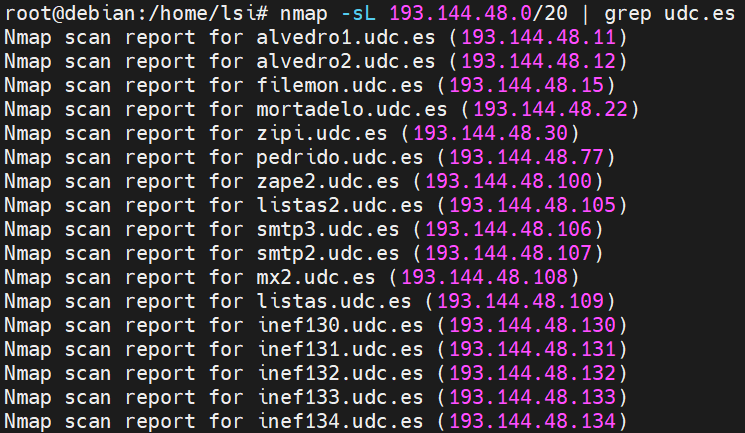 root@debian:/home/lsi# nmap -sL 193.144.48.0/20 | grep udc.es
Nmap scan report for alvedro1.udc.es (193.144.48.11)
Nmap scan report for alvedro2.udc.es (193.144.48.12)
Nmap scan report for filemon.udc.es (193.144.48.15)
Nmap scan report for mortadelo.udc.es (193.144.48.22)
Nmap scan report for zipi.udc.es (193.144.48.30)
Nmap scan report for pedrido.udc.es (193.144.48.77)
Nmap scan report for zape2.udc.es (193.144.48.100)
Nmap scan report for listas2.udc.es (193.144.48.105)
Nmap scan report for smtp3.udc.es (193.144.48.106)
Nmap scan report for smtp2.udc.es (193.144.48.107)
Nmap scan report for mx2.udc.es (193.144.48.108)
Nmap scan report for listas.udc.es (193.144.48.109)
Nmap scan report for inef130.udc.es (193.144.48.130)
Nmap scan report for inef131.udc.es (193.144.48.131)
Nmap scan report for inef132.udc.es (193.144.48.132)
Nmap scan report for inef133.udc.es (193.144.48.133)
Nmap scan report for inef134.udc.es (193.144.48.134)